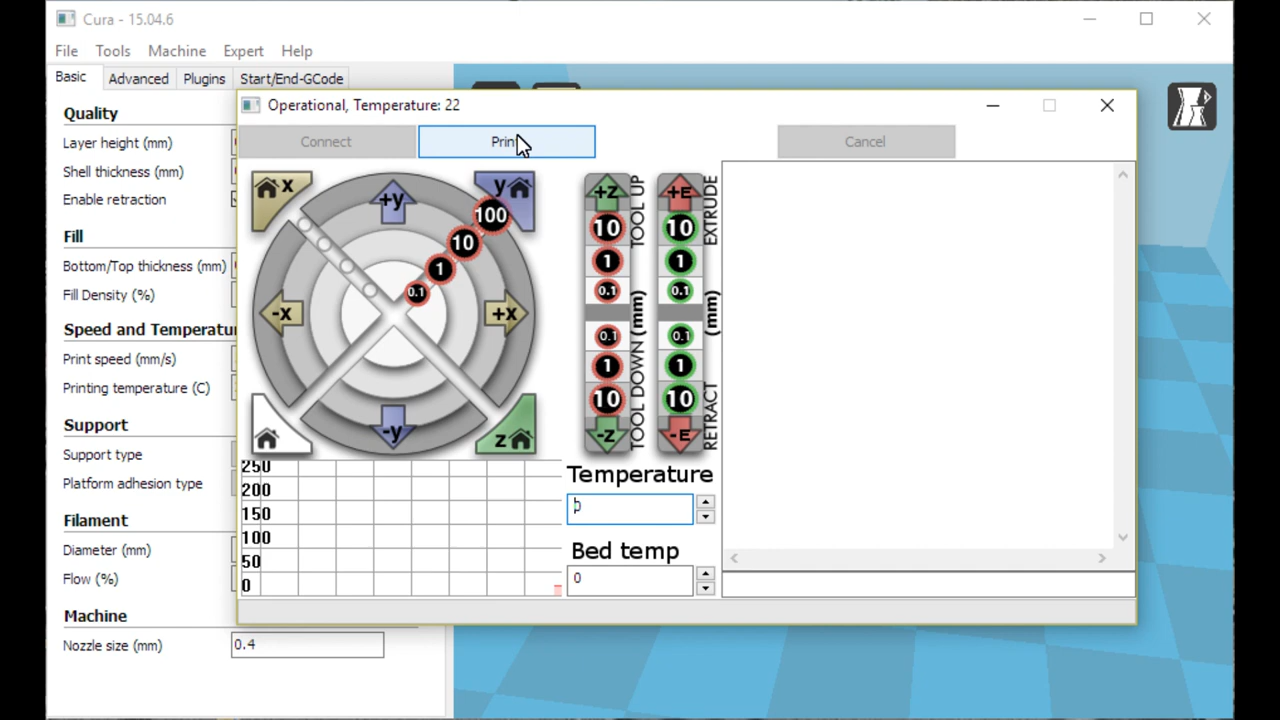 Cura - 15.04.6
File Tools Machine Expert Help
Basic Advanced Plugins Start/End-GCode
Operational, Temperature: 22
Connect Print Cancel
Quality
Layer height (mm)
Shell thickness (mm)
Enable retraction
Fill
Bottom/Top thickness (mm)
Fill Density (%)
Speed and Temperatu
Print speed (mm/s)
Printing temperature (C)
Support
Support type
Platform adhesion type
Filament
Diameter (mm)
Flow (%)
Machine
Nozzle size (mm) 0.4
x
+y
y
100
10
1
0.1
-x
+x
-y
z
+Z
10
1
0.1
0.1
1
10
-Z
TOOL UP
(mm)
TOOL DOWN
+E
10
1
0.1
0.1
1
10
-E
EXTRUDE
(mm)
RETRACT
250
200
150
100
50
0
Temperature
0
Bed temp
0